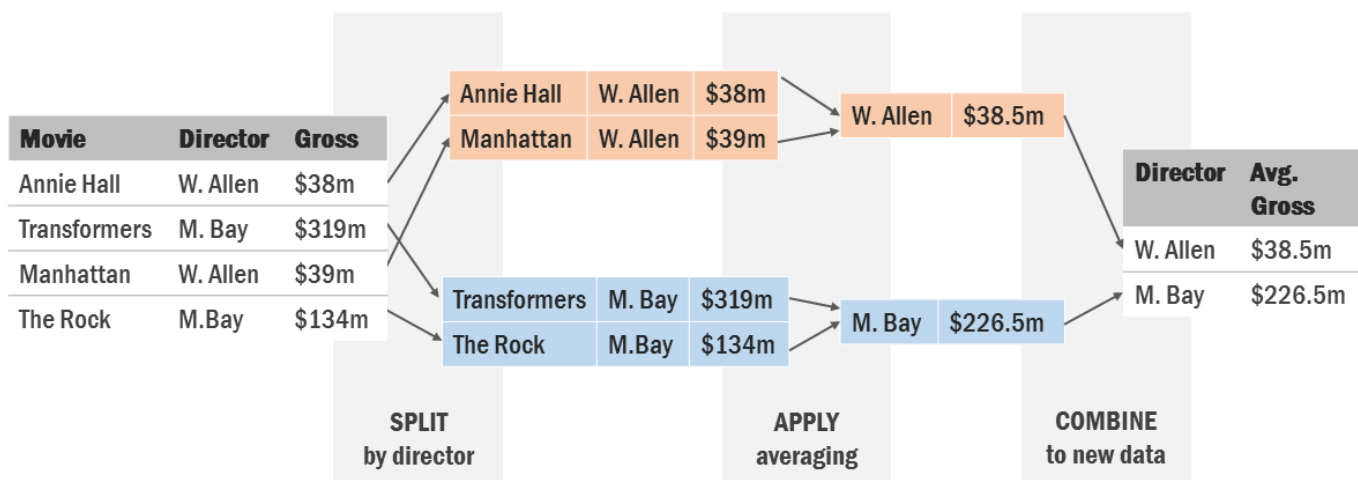 Movie Director Gross
Annie Hall W. Allen $38m
Transformers M. Bay $319m
Manhattan W. Allen $39m
The Rock M.Bay $134m
Annie Hall W. Allen $38m
Manhattan W. Allen $39m
Transformers M. Bay $319m
The Rock M.Bay $134m
W. Allen $38.5m
M. Bay $226.5m
Director Avg. Gross
W. Allen $38.5m
M. Bay $226.5m
SPLIT
by director
APPLY
averaging
COMBINE
to new data